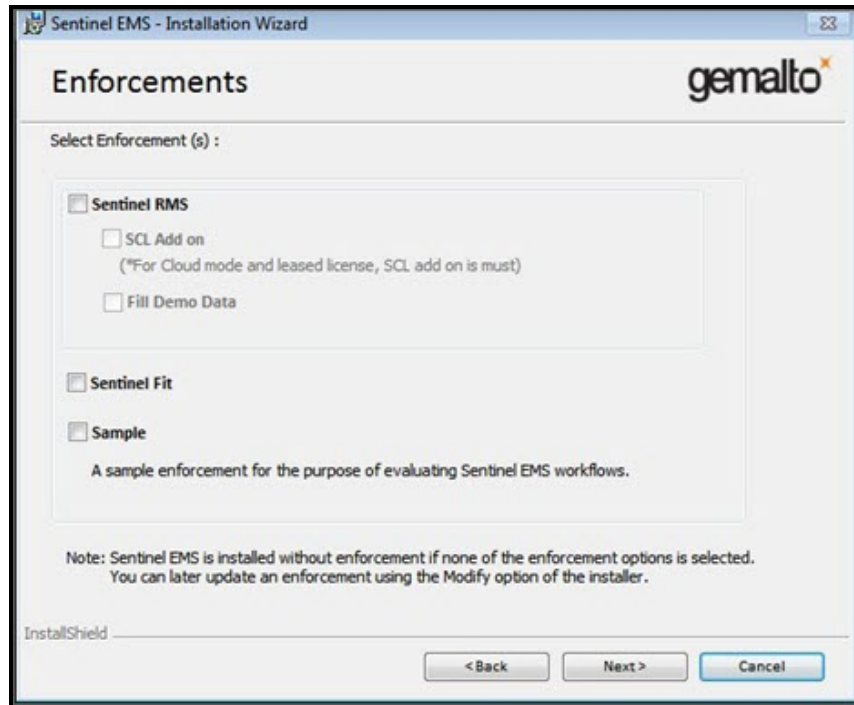 Sentinel EMS - Installation Wizard
Enforcements
gemalto
Select Enforcement (s) :
Sentinel RMS
SCL Add on
(*For Cloud mode and leased license, SCL add on is must)
Fill Demo Data
Sentinel Fit
Sample
A sample enforcement for the purpose of evaluating Sentinel EMS workflows.
Note: Sentinel EMS is installed without enforcement if none of the enforcement options is selected.
You can later update an enforcement using the Modify option of the installer.
InstallShield
< Back
Next >
Cancel